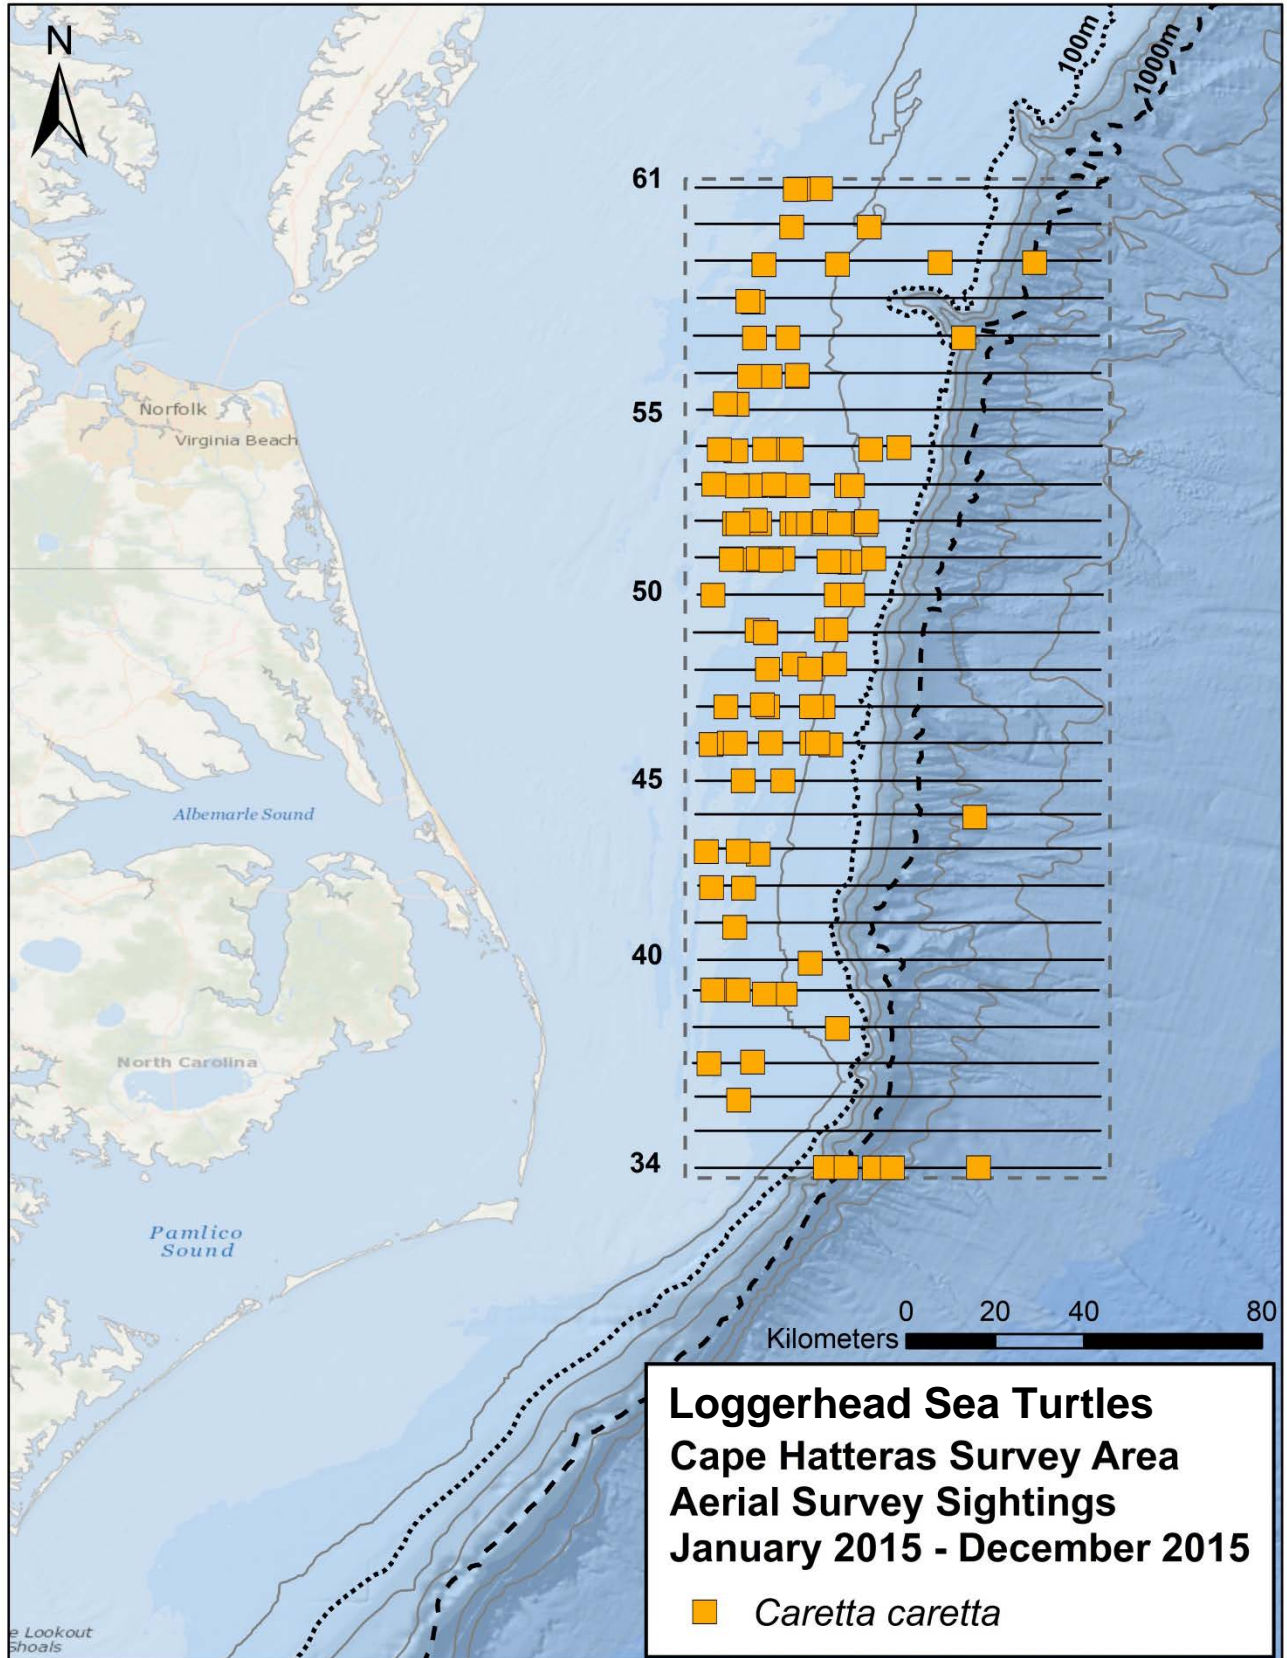 N
100m
1000m
61
Norfolk
Virginia Beach
55
50
45
Albemarle Sound
40
North Carolina
34
Pamlico
Sound
0 20 40 80
Kilometers
Loggerhead Sea Turtles
Cape Hatteras Survey Area
Aerial Survey Sightings
January 2015 - December 2015
Caretta caretta
e Lookout
Shoals